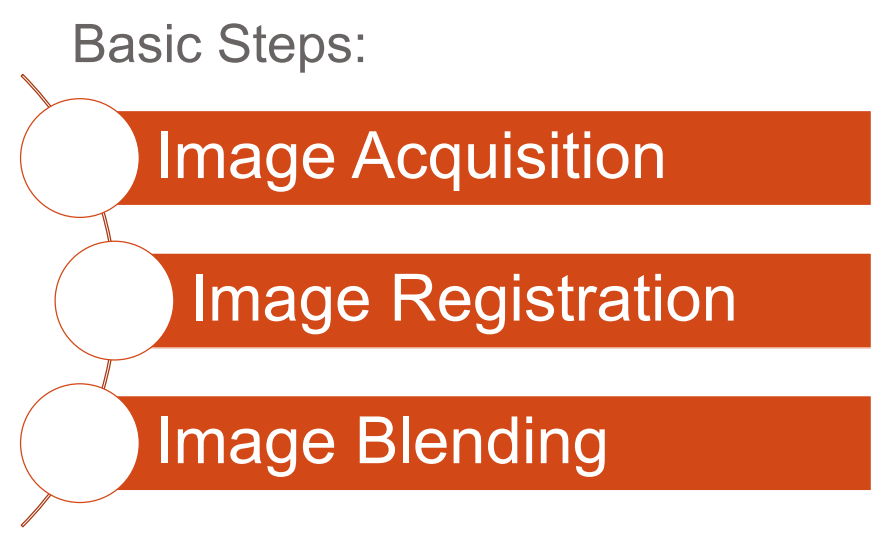 Basic Steps:
Image Acquisition
Image Registration
Image Blending